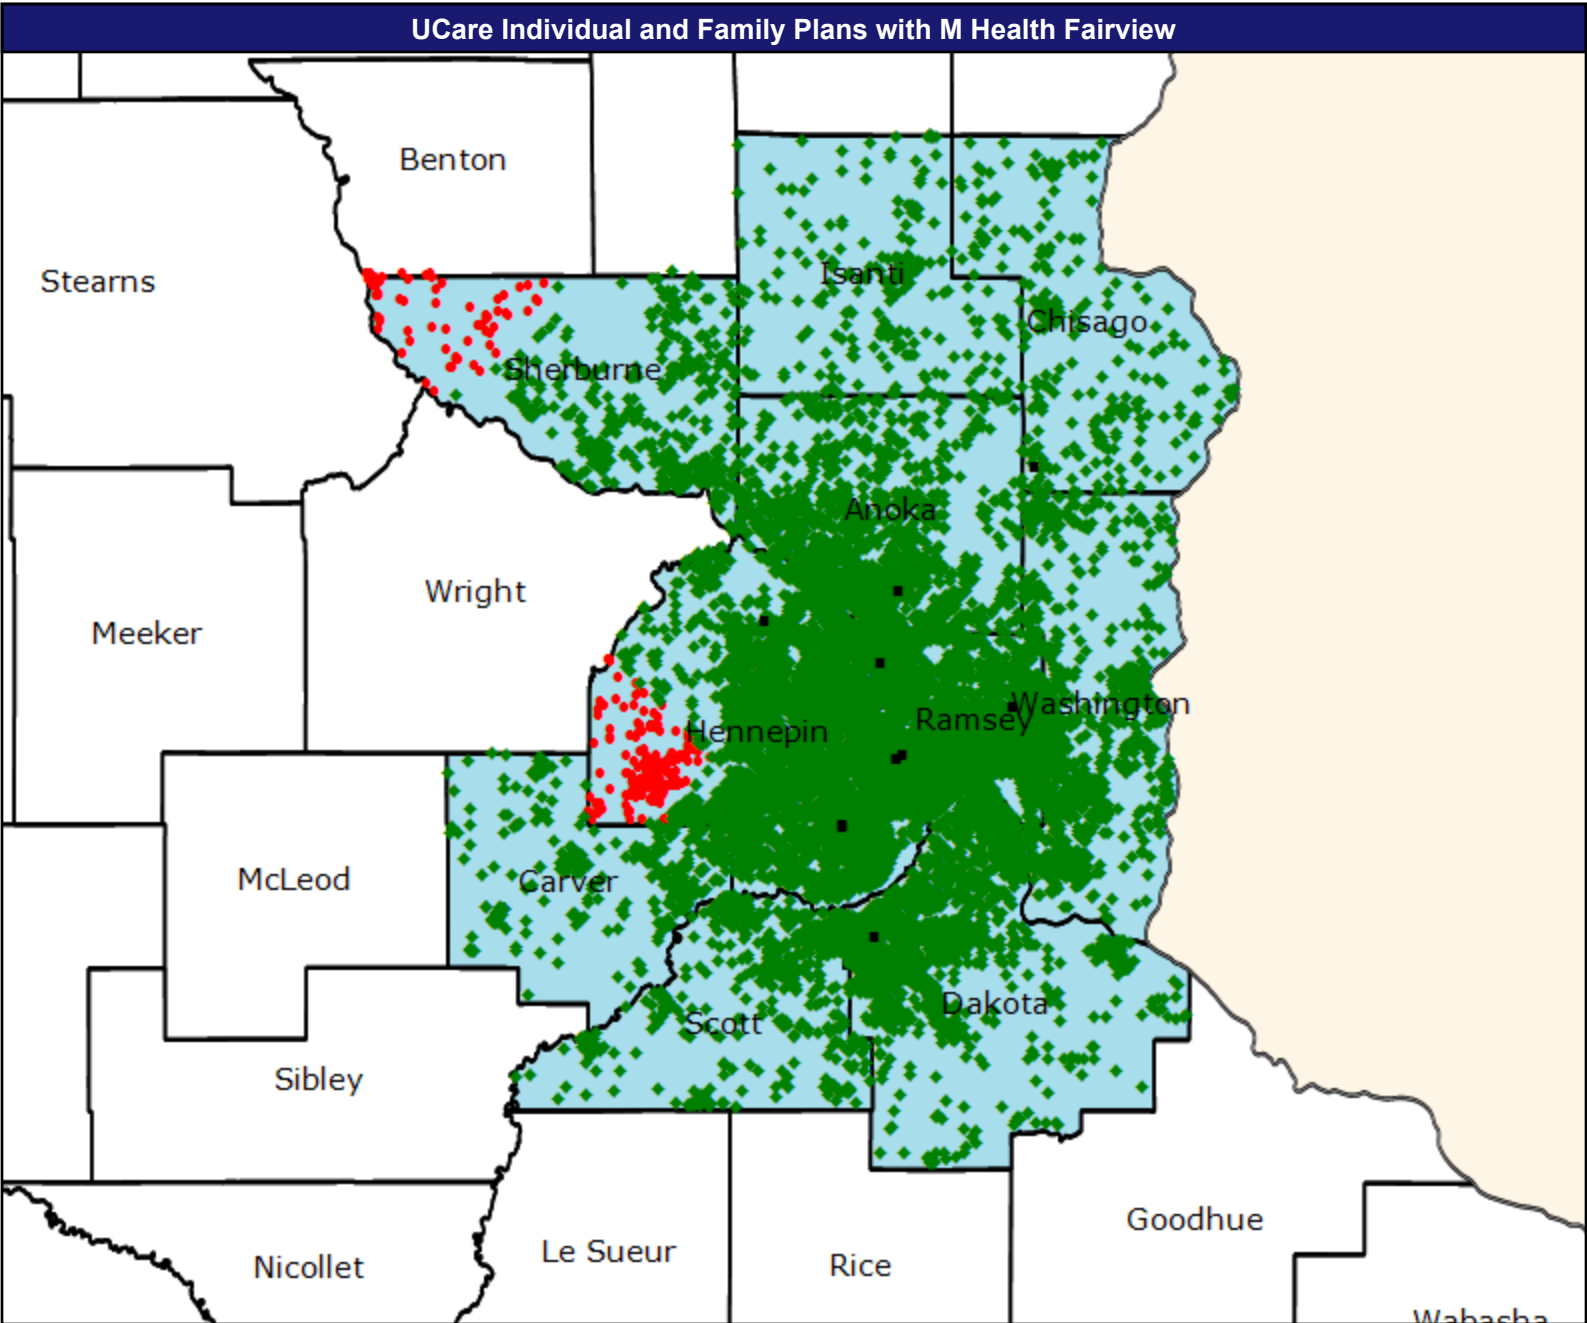 UCare Individual and Family Plans with M Health Fairview
Benton
Stearns
Isanti
Chisago
Sherburne
Anoka
Wright
Meeker
Washington
Ramsey
Hennepin
McLeod
Carver
Dakota
Scott
Sibley
Goodhue
Le Sueur
Rice
Nicollet
Wabasha